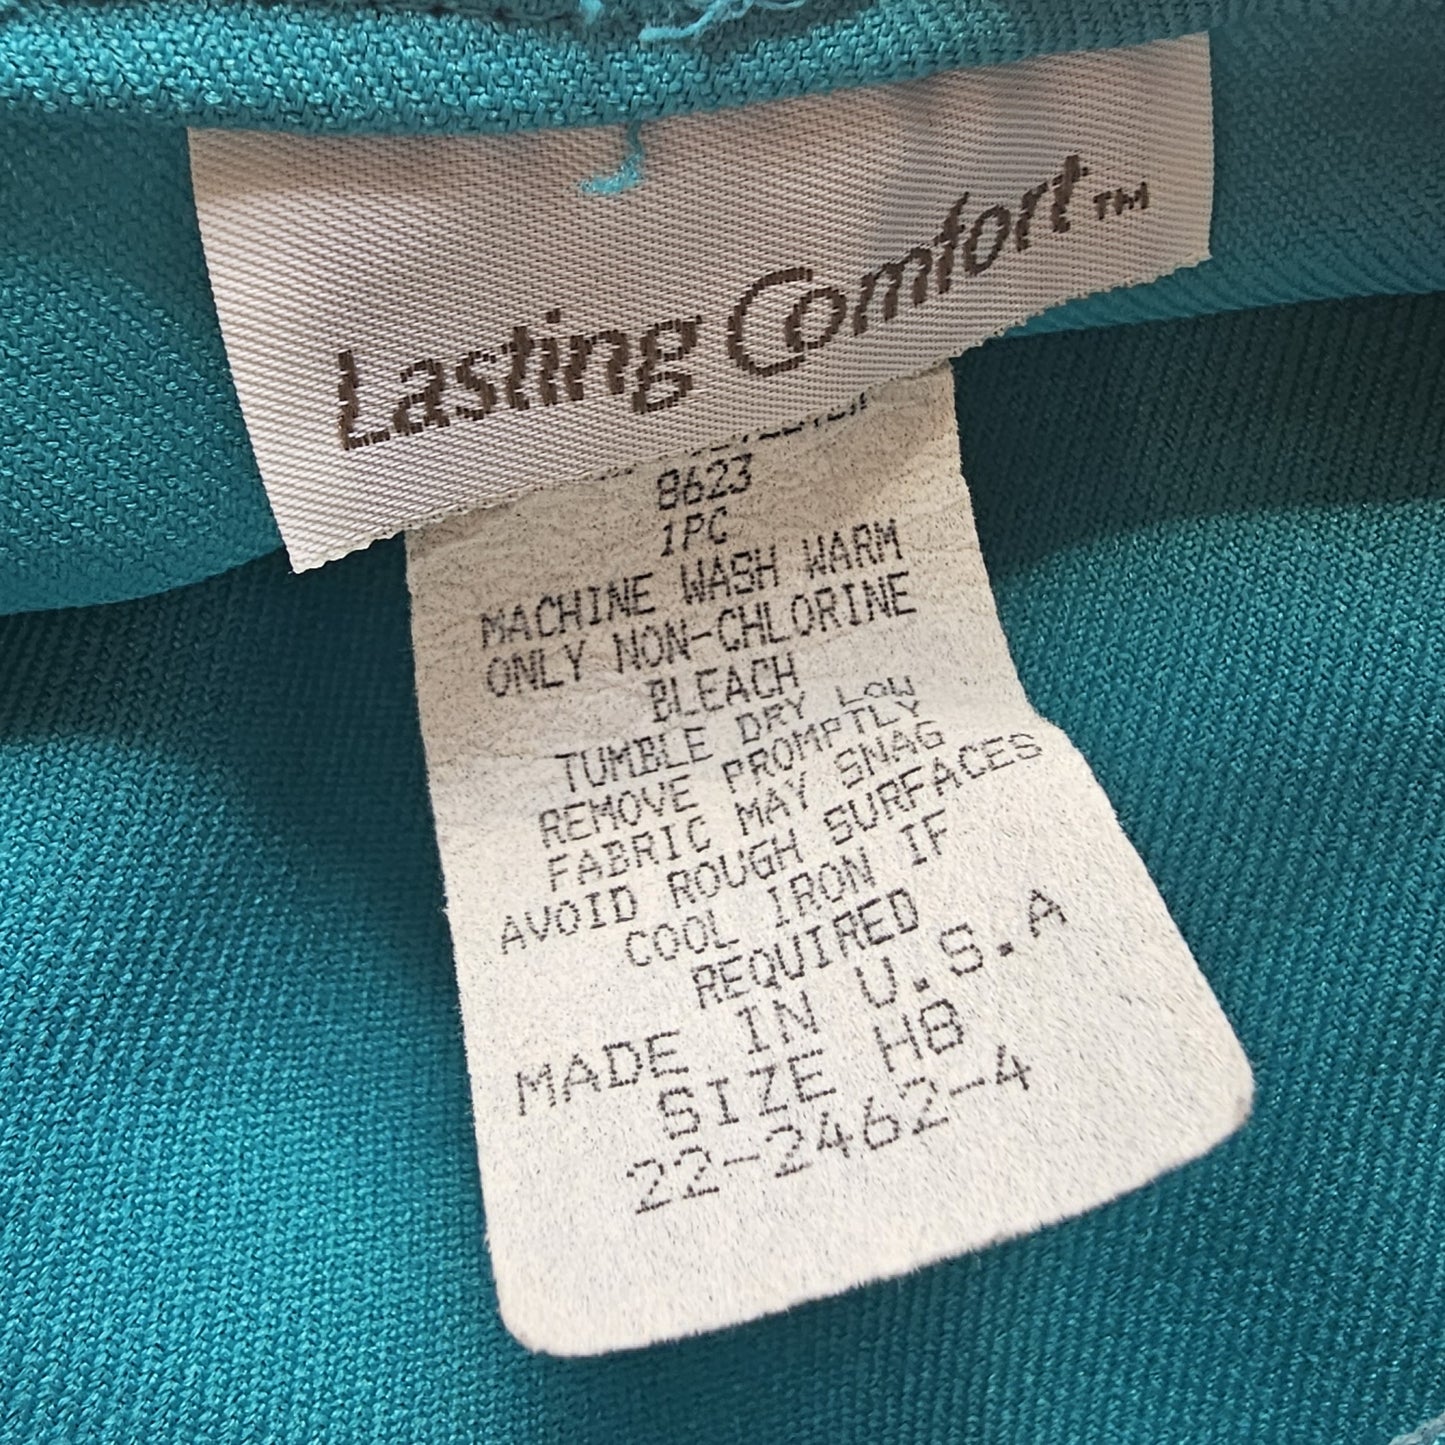 Lasting Comfort™
8623
1PC
MACHINE WASH WARM
ONLY NON-CHLORINE
BLEACH
TUMBLE DRY LOW
REMOVE PROMPTLY
FABRIC MAY SNAG
AVOID ROUGH SURFACES
COOL IRON IF
REQUIRED
MADE IN U.S.A
SIZE HB
22-2462-4